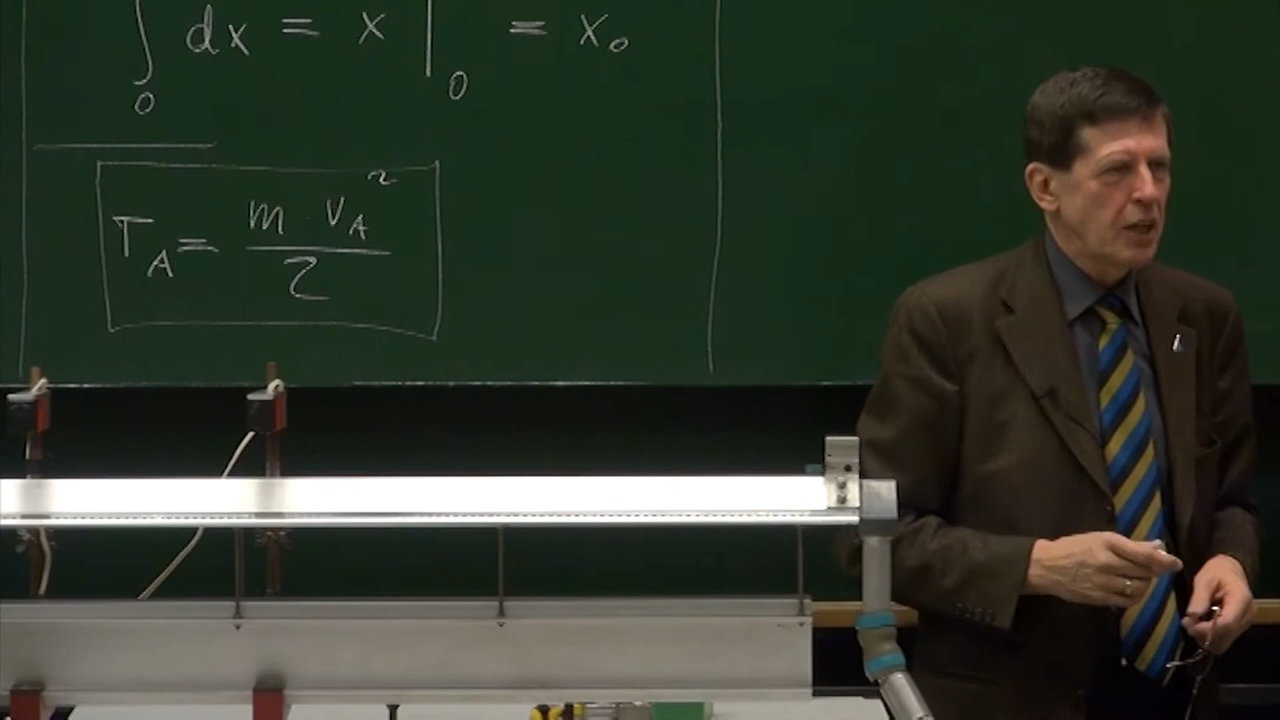 ∫₀ dx = x |₀ = x₀
T_A = m · v_A² / 2